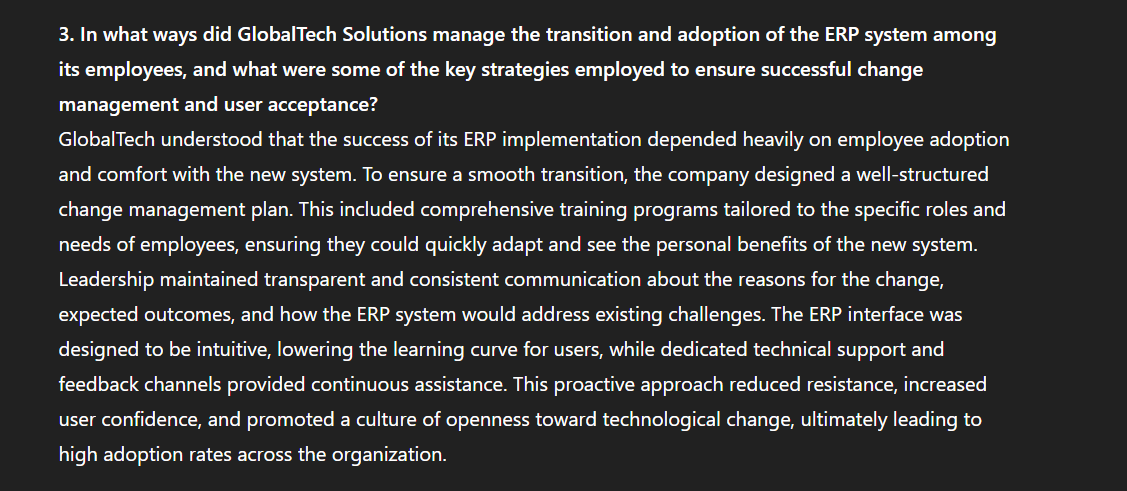 3. In what ways did GlobalTech Solutions manage the transition and adoption of the ERP system among
its employees, and what were some of the key strategies employed to ensure successful change
management and user acceptance?
GlobalTech understood that the success of its ERP implementation depended heavily on employee adoption
and comfort with the new system. To ensure a smooth transition, the company designed a well-structured
change management plan. This included comprehensive training programs tailored to the specific roles and
needs of employees, ensuring they could quickly adapt and see the personal benefits of the new system.
Leadership maintained transparent and consistent communication about the reasons for the change,
expected outcomes, and how the ERP system would address existing challenges. The ERP interface was
designed to be intuitive, lowering the learning curve for users, while dedicated technical support and
feedback channels provided continuous assistance. This proactive approach reduced resistance, increased
user confidence, and promoted a culture of openness toward technological change, ultimately leading to
high adoption rates across the organization.